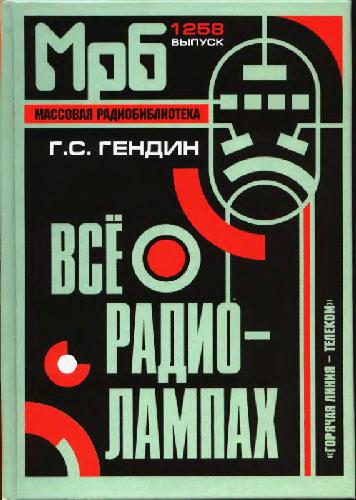 МРБ
1258
ВЫПУСК
МАССОВАЯ РАДИОБИБЛИОТЕКА
Г.С. ГЕНДИН
ВСЁ О
РАДИО-
ЛАМПАХ
«ГОРЯЧАЯ ЛИНИЯ – ТЕЛЕКОМ»